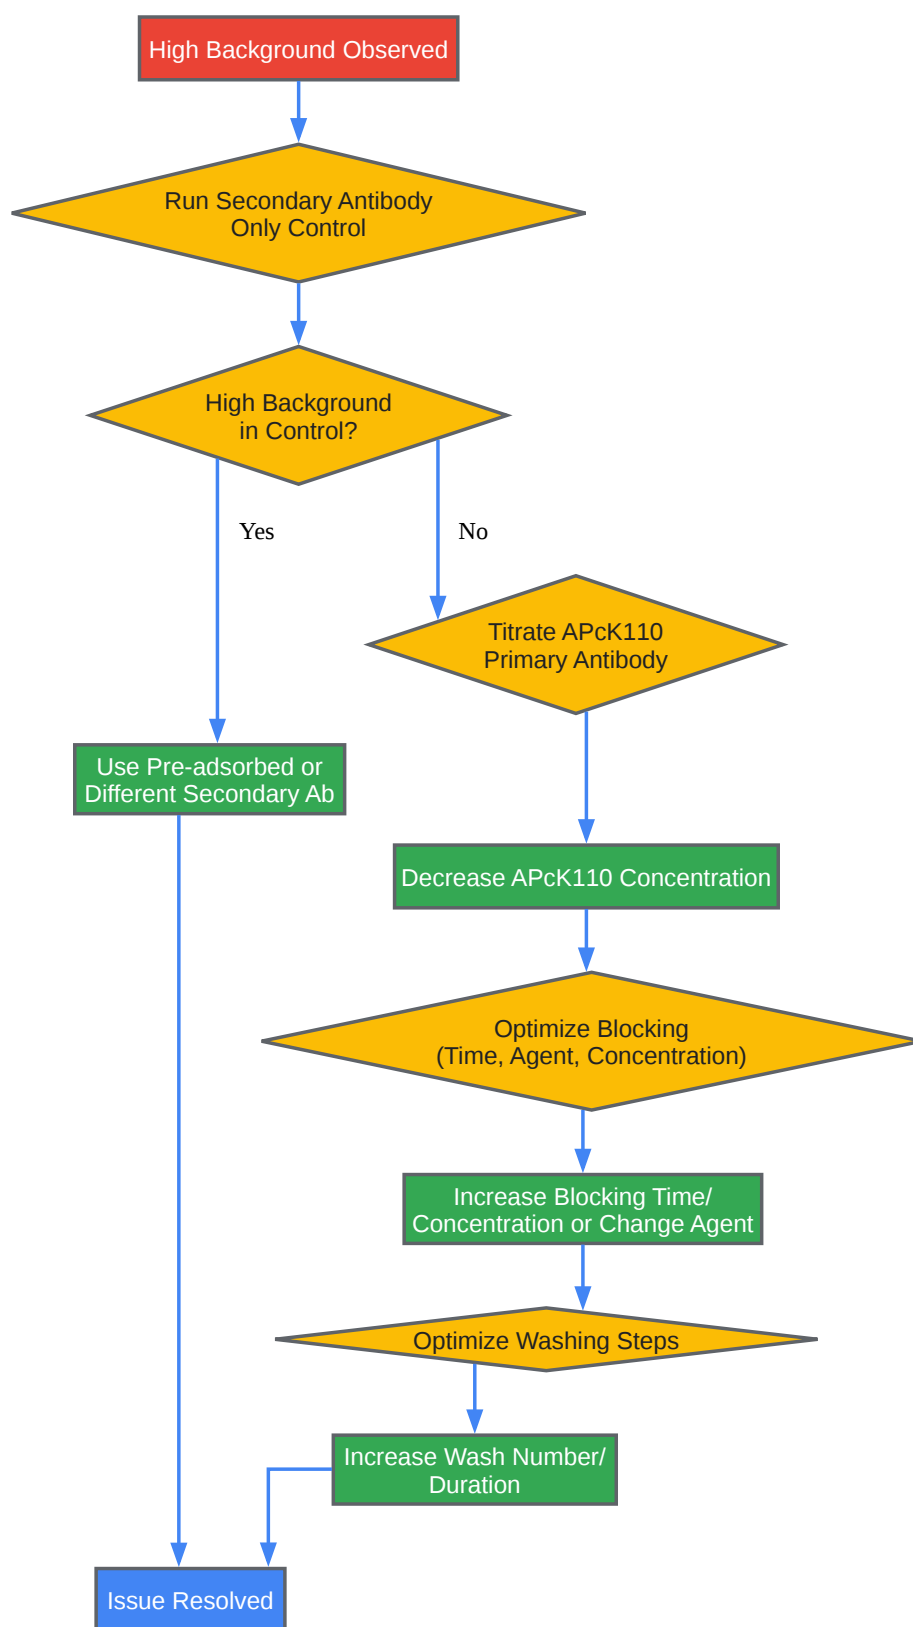 High Background Observed
Run Secondary Antibody
Only Control
High Background
in Control?
Yes
No
Titrate APcK110
Primary Antibody
Use Pre-adsorbed or
Different Secondary Ab
Decrease APcK110 Concentration
Optimize Blocking
(Time, Agent, Concentration)
Increase Blocking Time/
Concentration or Change Agent
Optimize Washing Steps
Increase Wash Number/
Duration
Issue Resolved